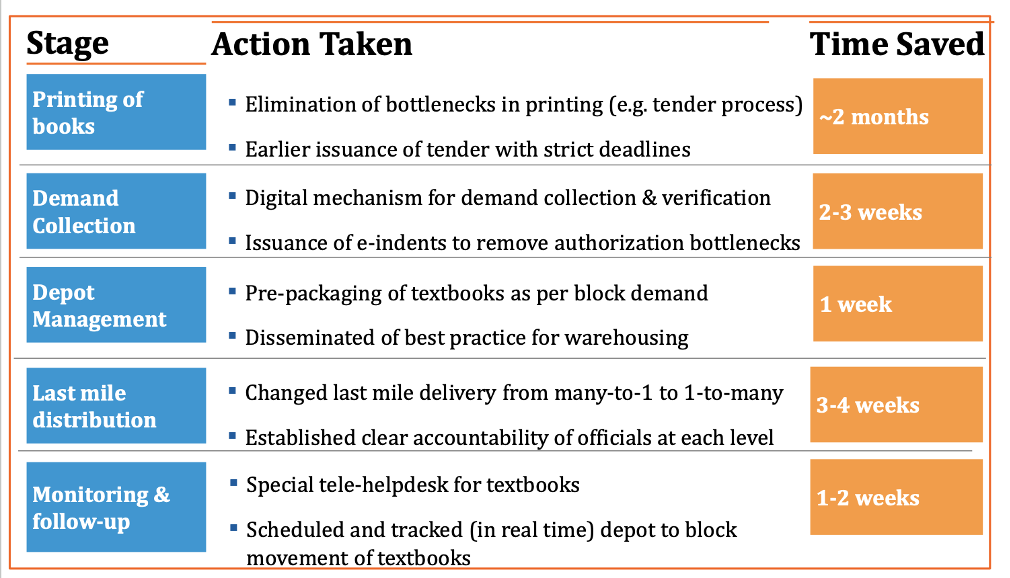 Stage Action Taken Time Saved
Printing of
books
▪ Elimination of bottlenecks in printing (e.g. tender process)
▪ Earlier issuance of tender with strict deadlines
~2 months
Demand
Collection
▪ Digital mechanism for demand collection & verification
▪ Issuance of e-indents to remove authorization bottlenecks
2-3 weeks
Depot
Management
▪ Pre-packaging of textbooks as per block demand
▪ Disseminated of best practice for warehousing
1 week
Last mile
distribution
▪ Changed last mile delivery from many-to-1 to 1-to-many
▪ Established clear accountability of officials at each level
3-4 weeks
Monitoring &
follow-up
▪ Special tele-helpdesk for textbooks
▪ Scheduled and tracked (in real time) depot to block
movement of textbooks
1-2 weeks